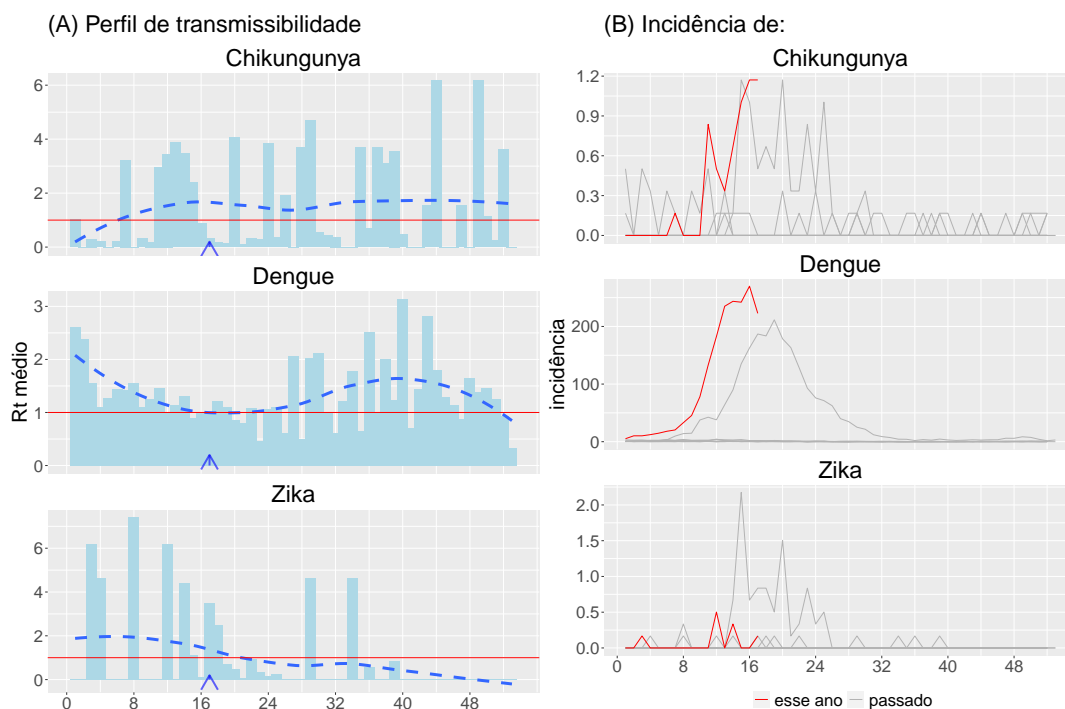 (A) Perfil de transmissibilidade
Chikungunya
6
4
2
0
Dengue
3
2
1
0
Rt médio
Zika
6
4
2
0
0 8 16 24 32 40 48
(B) Incidência de:
Chikungunya
1.2
0.9
0.6
0.3
0.0
Dengue
200
100
0
incidência
Zika
2.0
1.5
1.0
0.5
0.0
0 8 16 24 32 40 48
esse ano passado